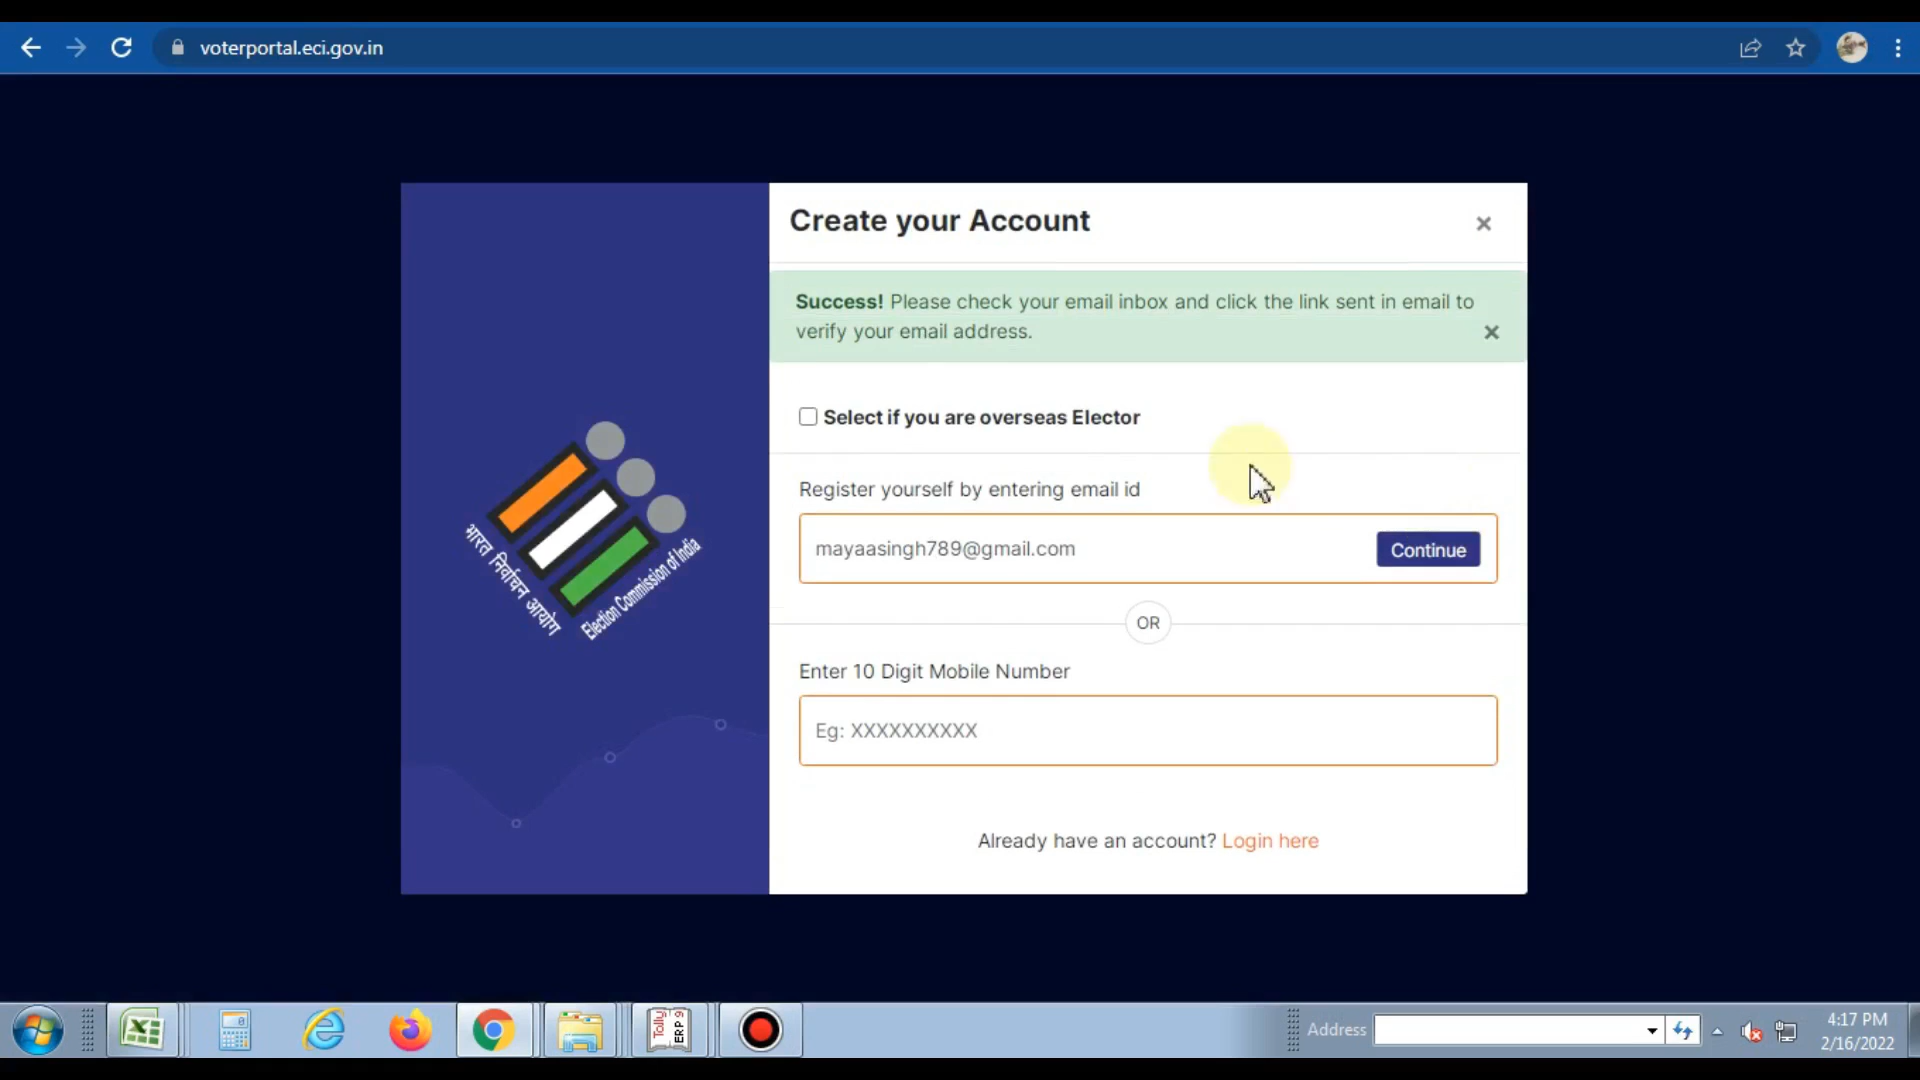 voterportal.eci.gov.in
Create your Account
×
Success! Please check your email inbox and click the link sent in email to
verify your email address.
×
Select if you are overseas Elector
Register yourself by entering email id
mayaasingh789@gmail.com
Continue
OR
Enter 10 Digit Mobile Number
Eg: XXXXXXXXXX
Already have an account? Login here
भारत निर्वाचन आयोग
Election Commission of India
Tally
ERP 9
Address
4:17 PM
2/16/2022